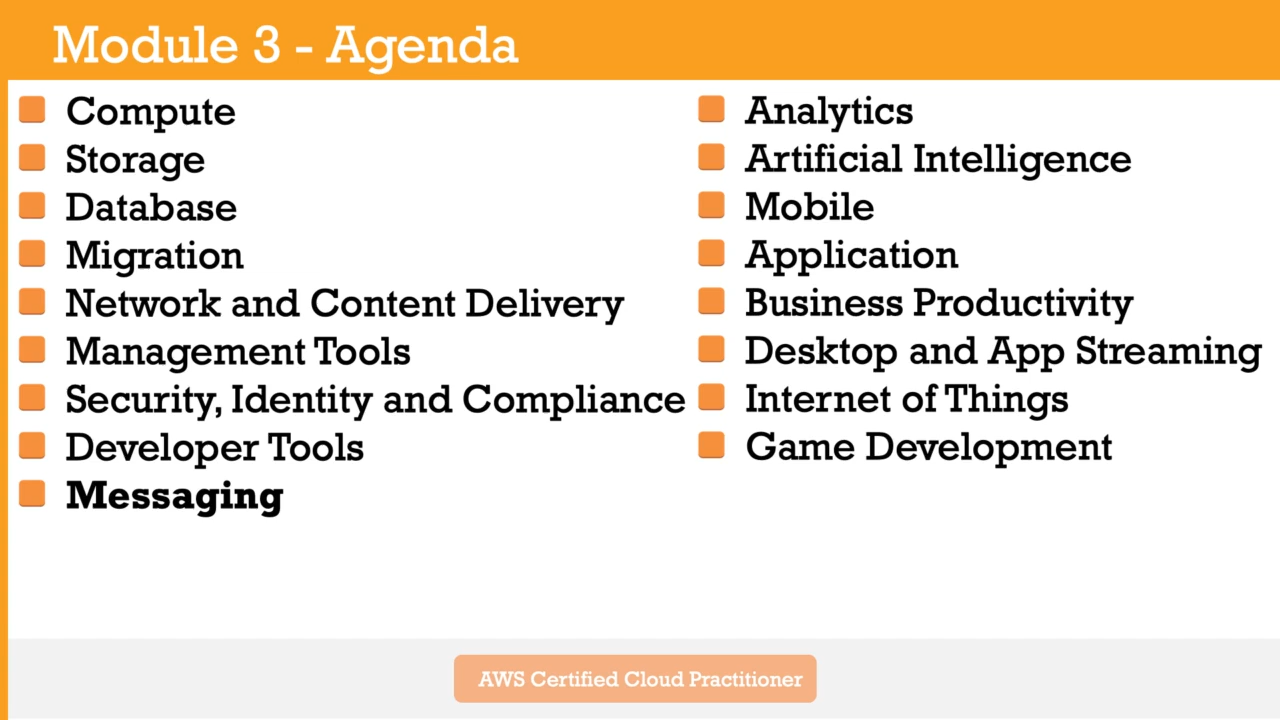 Module 3 - Agenda
Compute
Storage
Database
Migration
Network and Content Delivery
Management Tools
Security, Identity and Compliance
Developer Tools
Messaging
Analytics
Artificial Intelligence
Mobile
Application
Business Productivity
Desktop and App Streaming
Internet of Things
Game Development
AWS Certified Cloud Practitioner